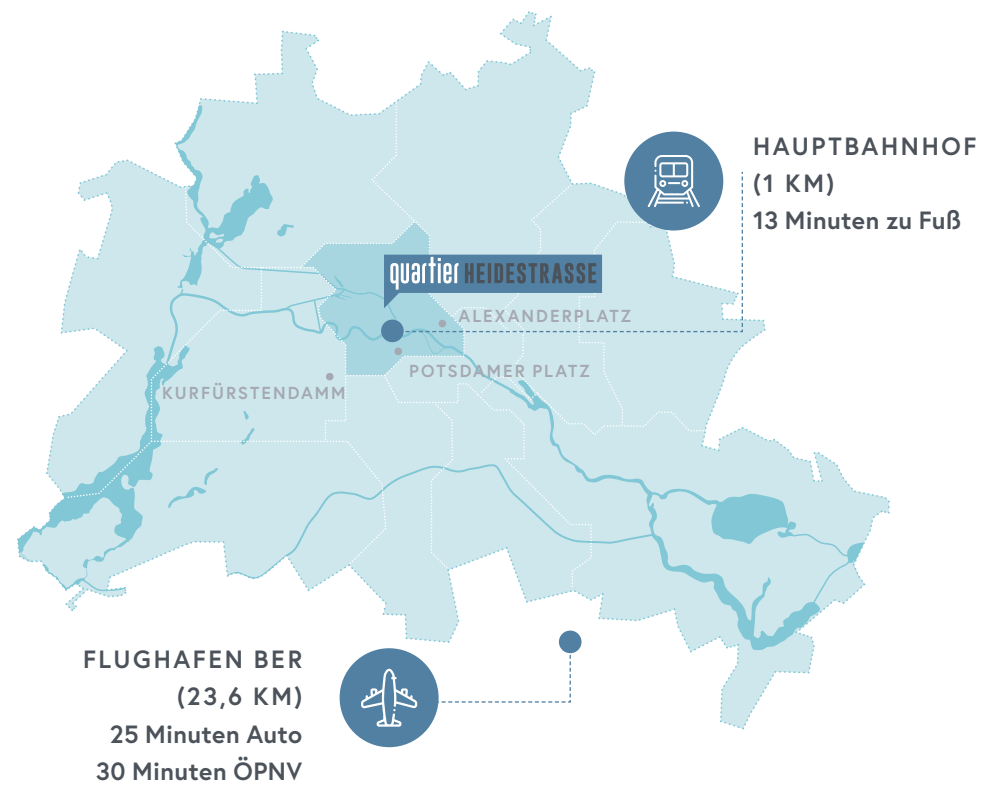 HAUPTBAHNHOF
(1 KM)
13 Minuten zu Fuß
quartier HEIDESTRASSE
ALEXANDERPLATZ
POTSDAMER PLATZ
KURFÜRSTENDAMM
FLUGHAFEN BER
(23,6 KM)
25 Minuten Auto
30 Minuten ÖPNV